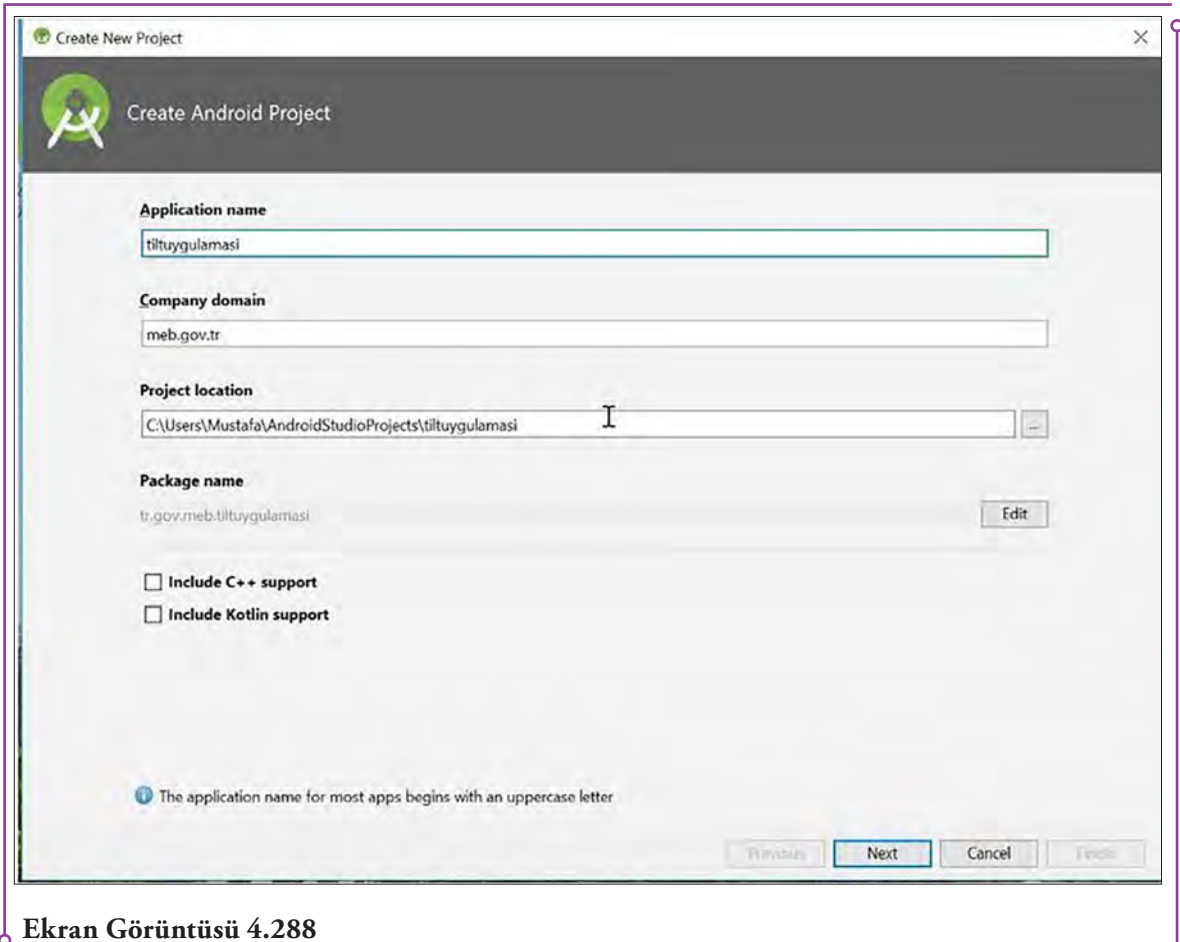 Create New Project
Create Android Project
Application name
tiltuygulamasi
Company domain
meb.gov.tr
Project location
C:\Users\Mustafa\AndroidStudioProjects\tiltuygulamasi
...
Package name
tr.gov.meb.tiltuygulamasi
Edit
Include C++ support
Include Kotlin support
The application name for most apps begins with an uppercase letter
Previous Next Cancel Finish
Ekran Görüntüsü 4.288